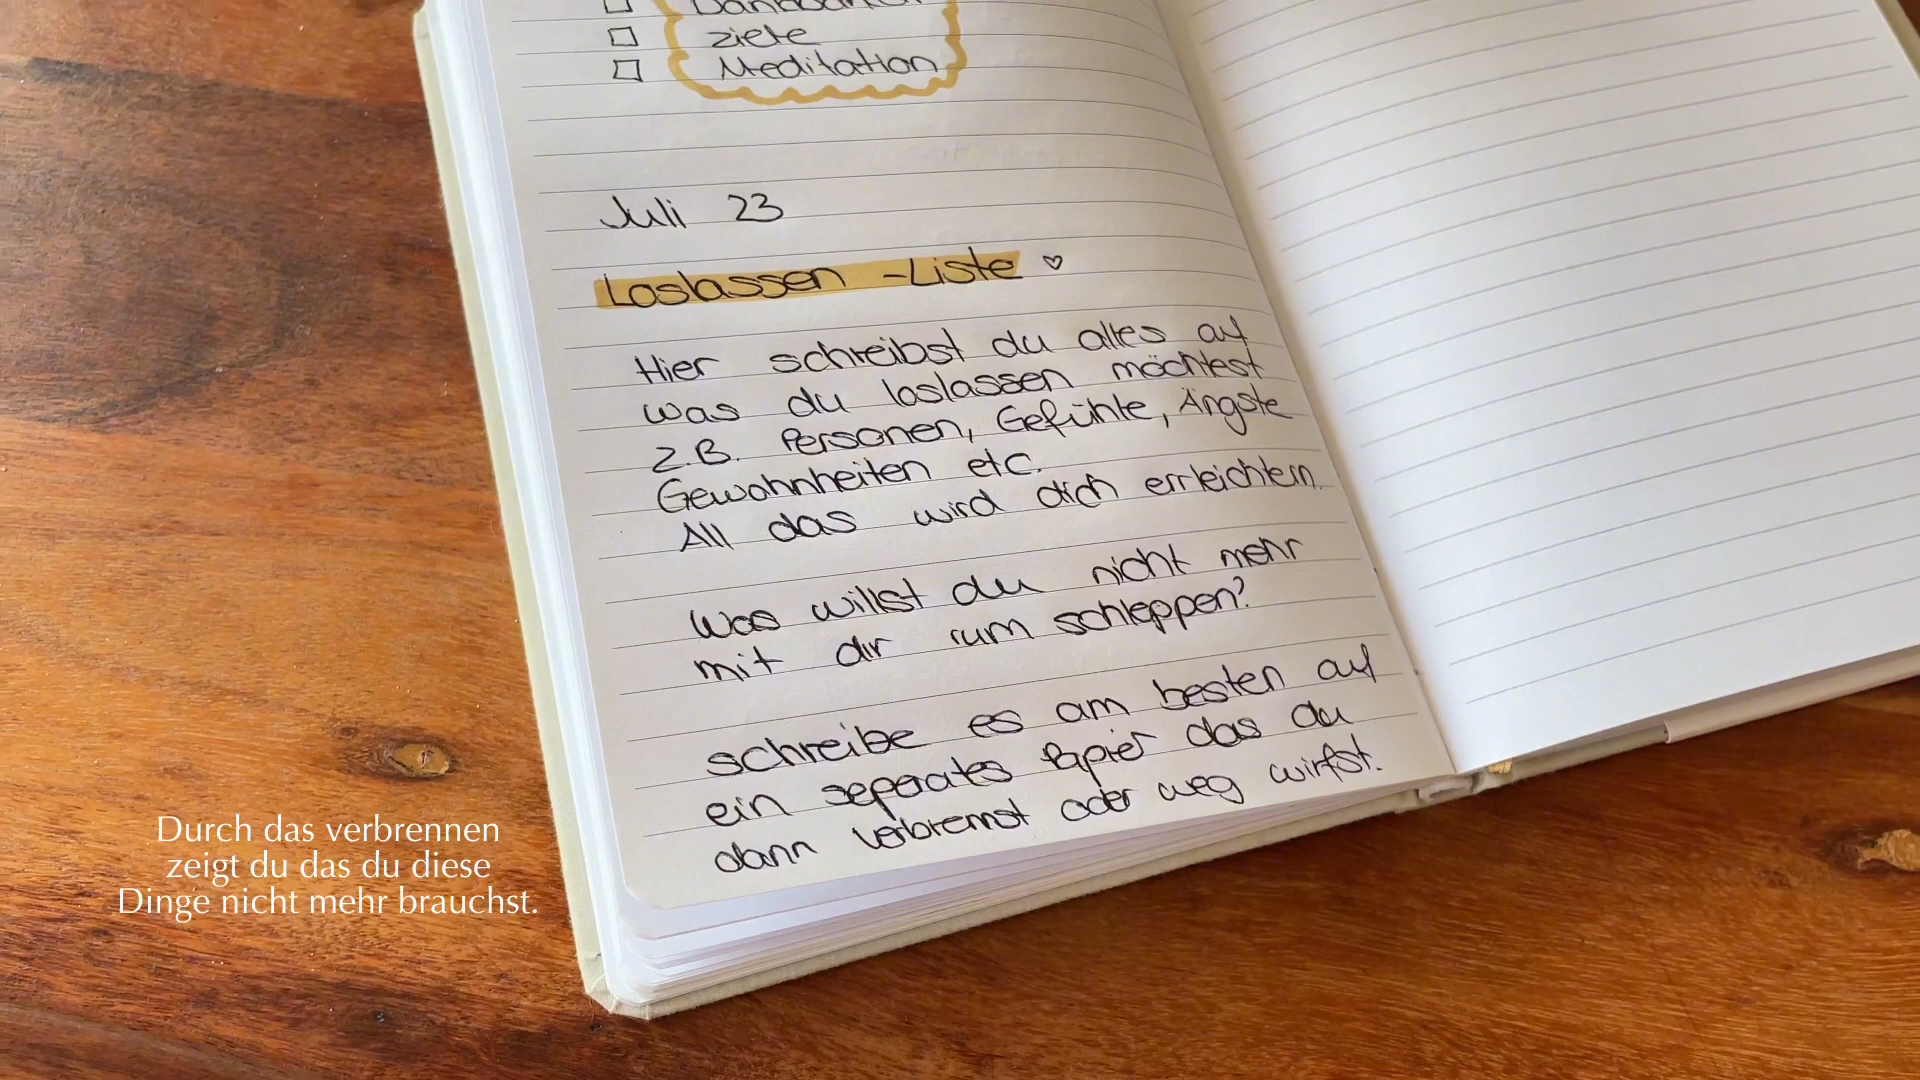 Dankbarkeit
Ziele
Meditation
Juli 23
Loslassen -Liste ♡
Hier schreibst du alles auf
was du loslassen möchtest
z.B. Personen, Gefühle, Ängste
Gewohnheiten etc.
All das wird dich erleichtern.
Was willst du nicht mehr
mit dir rum schleppen?
schreibe es am besten auf
ein separates Papier das du
dann verbrennst oder weg wirfst.
Durch das verbrennen
zeigt du das du diese
Dinge nicht mehr brauchst.